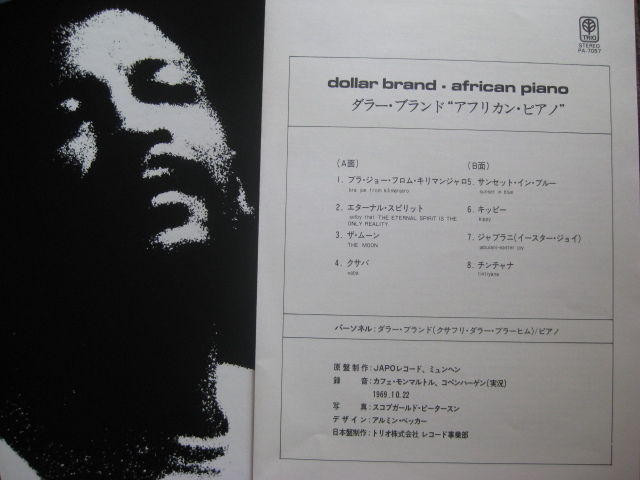 TRIO
STEREO
PA-7057
dollar brand · african piano
ダラー・ブランド“アフリカン・ピアノ”
(A面)
1. ブラ・ジョー・フロム・キリマンジャロ
bra joe from kilimanjaro
2. エターナル・スピリット
selby that THE ETERNAL SPIRIT IS THE
ONLY REALITY
3. ザ・ムーン
THE MOON
4. クサバ
xaba
(B面)
5. サンセット・イン・ブルー
sunset in blue
6. キッピー
kippy
7. ジャブラニ(イースター・ジョイ)
jabulani-easter joy
8. チンチャナ
tintiyana
パーソネル:ダラー・ブランド(クサフリ・ダラー・ブラーヒム)/ピアノ
原盤制作:JAPOレコード、ミュンヘン
録音:カフェ・モンマルトル、コペンハーゲン(実況)
1969.10.22
写真:スコブガールド・ピータースン
デザイン:アルミン・ベッカー
日本盤制作:トリオ株式会社 レコード事業部